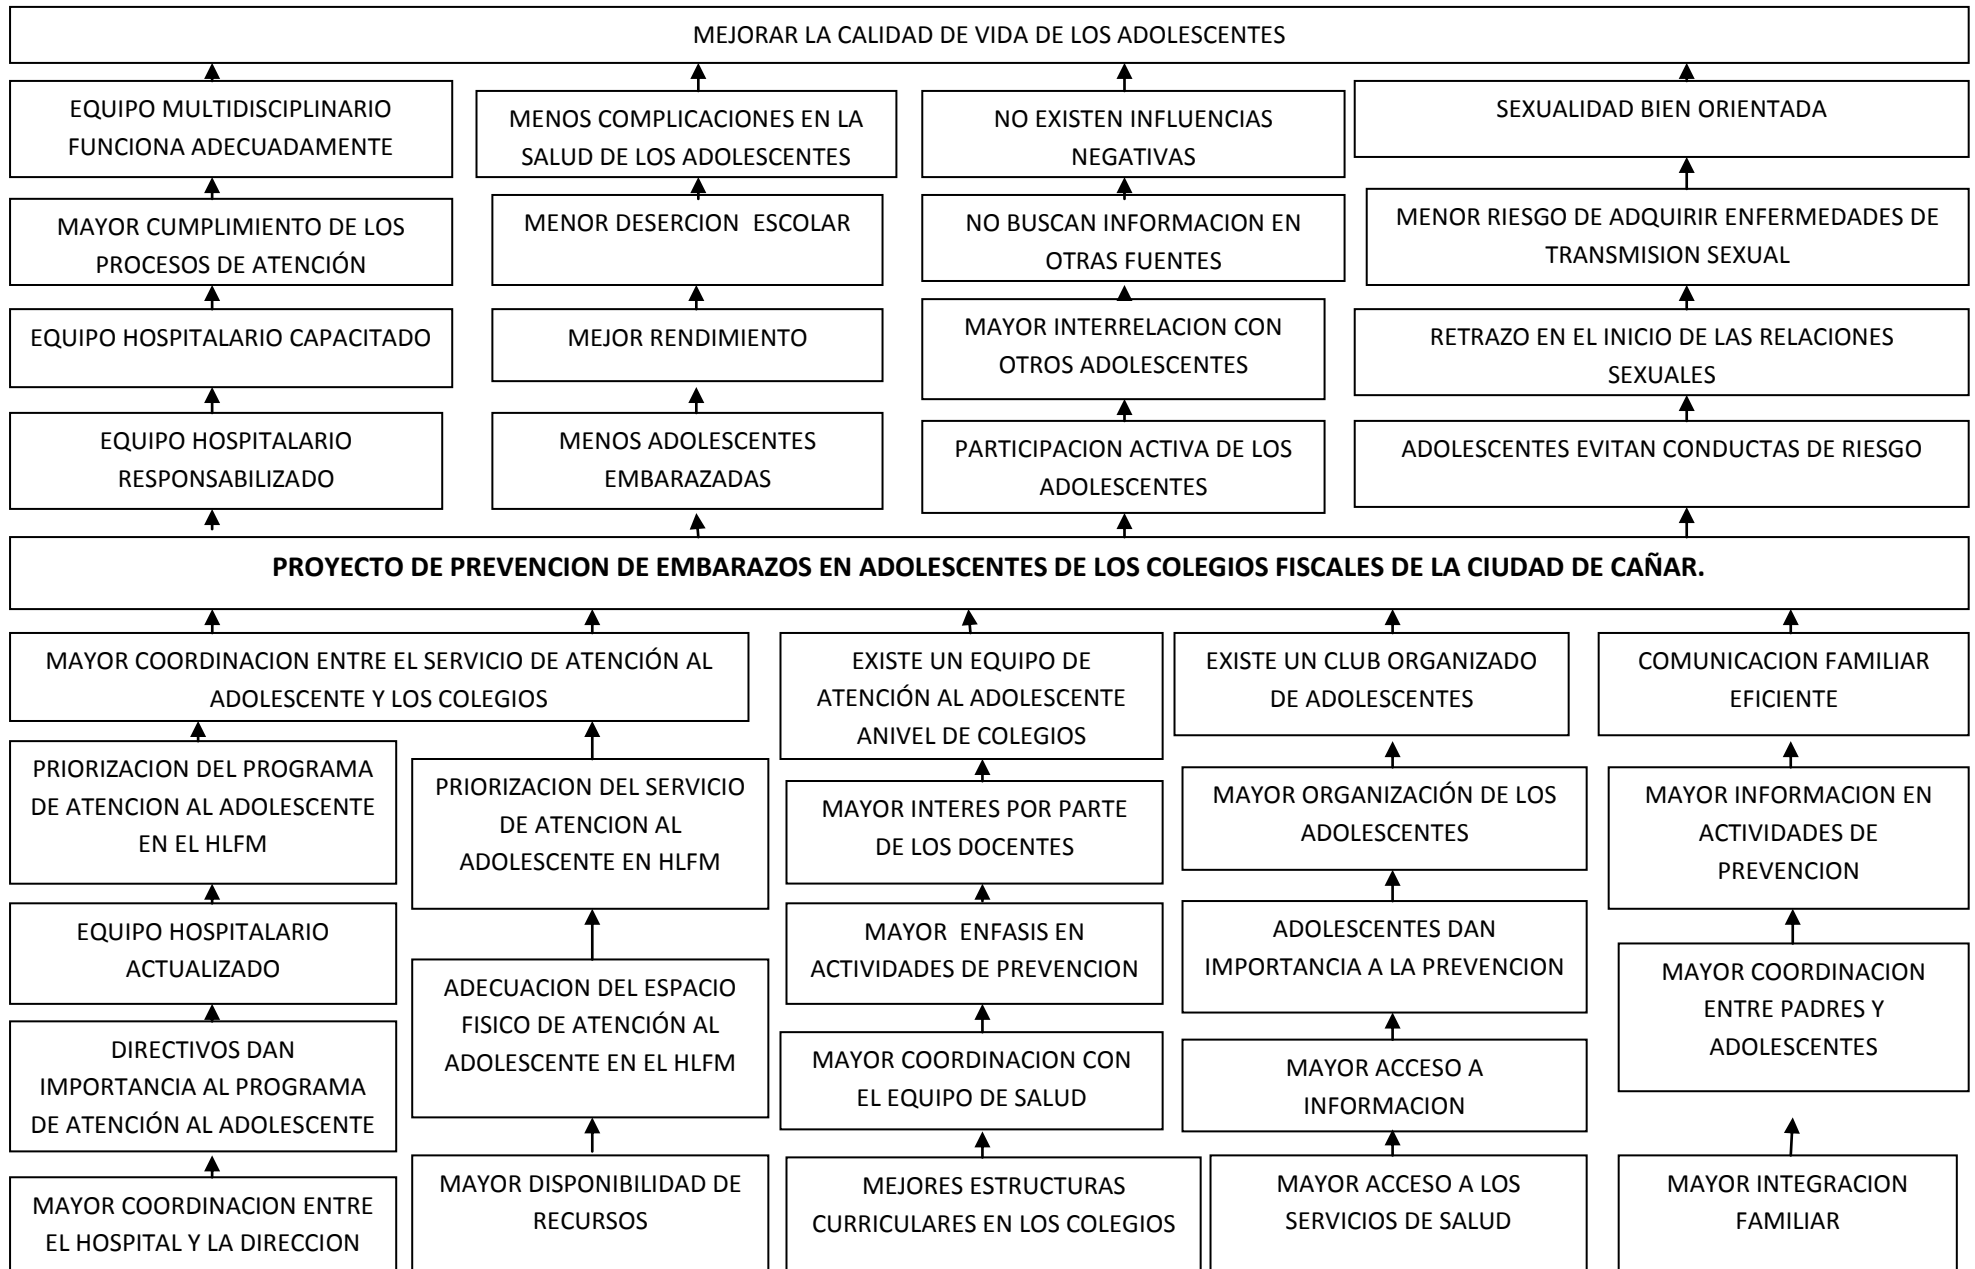 MEJORAR LA CALIDAD DE VIDA DE LOS ADOLESCENTES
EQUIPO MULTIDISCIPLINARIO
FUNCIONA ADECUADAMENTE
MENOS COMPLICACIONES EN LA
SALUD DE LOS ADOLESCENTES
NO EXISTEN INFLUENCIAS
NEGATIVAS
SEXUALIDAD BIEN ORIENTADA
MAYOR CUMPLIMIENTO DE LOS
PROCESOS DE ATENCIÓN
MENOR DESERCION ESCOLAR
NO BUSCAN INFORMACION EN
OTRAS FUENTES
MENOR RIESGO DE ADQUIRIR ENFERMEDADES DE
TRANSMISION SEXUAL
EQUIPO HOSPITALARIO CAPACITADO
MEJOR RENDIMIENTO
MAYOR INTERRELACION CON
OTROS ADOLESCENTES
RETRAZO EN EL INICIO DE LAS RELACIONES
SEXUALES
EQUIPO HOSPITALARIO
RESPONSABILIZADO
MENOS ADOLESCENTES
EMBARAZADAS
PARTICIPACION ACTIVA DE LOS
ADOLESCENTES
ADOLESCENTES EVITAN CONDUCTAS DE RIESGO
PROYECTO DE PREVENCION DE EMBARAZOS EN ADOLESCENTES DE LOS COLEGIOS FISCALES DE LA CIUDAD DE CAÑAR.
MAYOR COORDINACION ENTRE EL SERVICIO DE ATENCIÓN AL
ADOLESCENTE Y LOS COLEGIOS
EXISTE UN EQUIPO DE
ATENCIÓN AL ADOLESCENTE
ANIVEL DE COLEGIOS
EXISTE UN CLUB ORGANIZADO
DE ADOLESCENTES
COMUNICACION FAMILIAR
EFICIENTE
PRIORIZACION DEL PROGRAMA
DE ATENCION AL ADOLESCENTE
EN EL HLFM
PRIORIZACION DEL SERVICIO
DE ATENCION AL
ADOLESCENTE EN HLFM
MAYOR INTERES POR PARTE
DE LOS DOCENTES
MAYOR ORGANIZACIÓN DE LOS
ADOLESCENTES
MAYOR INFORMACION EN
ACTIVIDADES DE
PREVENCION
EQUIPO HOSPITALARIO
ACTUALIZADO
ADECUACION DEL ESPACIO
FISICO DE ATENCIÓN AL
ADOLESCENTE EN EL HLFM
MAYOR ENFASIS EN
ACTIVIDADES DE PREVENCION
ADOLESCENTES DAN
IMPORTANCIA A LA PREVENCION
MAYOR COORDINACION
ENTRE PADRES Y
ADOLESCENTES
DIRECTIVOS DAN
IMPORTANCIA AL PROGRAMA
DE ATENCIÓN AL ADOLESCENTE
MAYOR COORDINACION CON
EL EQUIPO DE SALUD
MAYOR ACCESO A
INFORMACION
MAYOR COORDINACION ENTRE
EL HOSPITAL Y LA DIRECCION
MAYOR DISPONIBILIDAD DE
RECURSOS
MEJORES ESTRUCTURAS
CURRICULARES EN LOS COLEGIOS
MAYOR ACCESO A LOS
SERVICIOS DE SALUD
MAYOR INTEGRACION
FAMILIAR